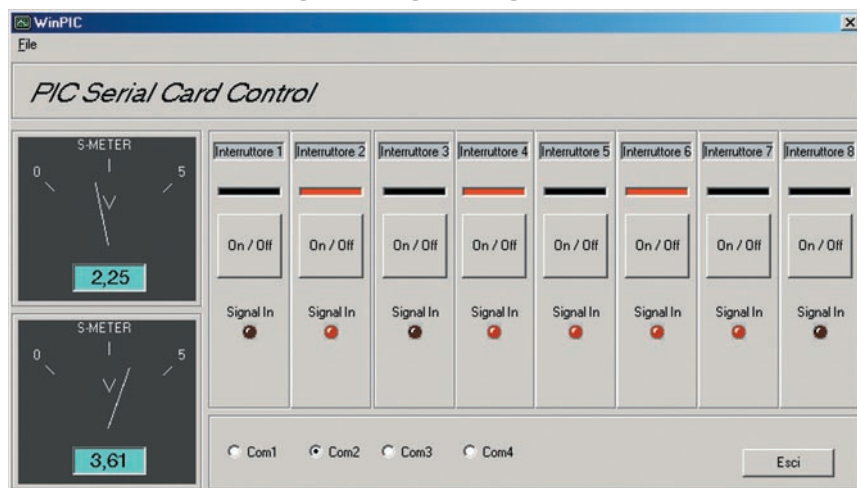 WinPIC
File
PIC Serial Card Control
S-METER
0 5
V
2,25
S-METER
0 5
V
3,61
Interruttore 1 Interruttore 2 Interruttore 3 Interruttore 4 Interruttore 5 Interruttore 6 Interruttore 7 Interruttore 8
On / Off On / Off On / Off On / Off On / Off On / Off On / Off On / Off
Signal In Signal In Signal In Signal In Signal In Signal In Signal In Signal In
Com1 Com2 Com3 Com4
Esci